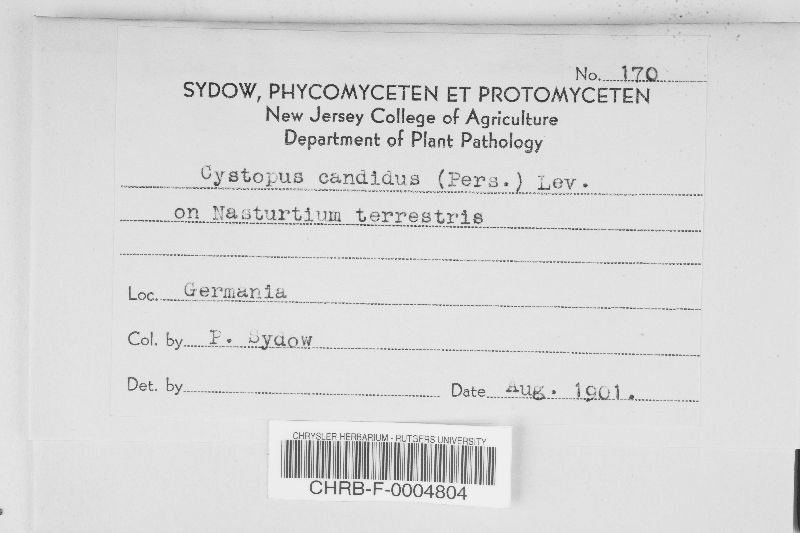 No. 170
SYDOW, PHYCOMYCETEN ET PROTOMYCETEN
New Jersey College of Agriculture
Department of Plant Pathology
Cystopus candidus (Pers.) Lev.
on Nasturtium terrestris
Loc. Germania
Col. by P. Sydow
Det. by Date Aug. 1901.
CHRYSLER HERBARIUM - RUTGERS UNIVERSITY
CHRB-F-0004804